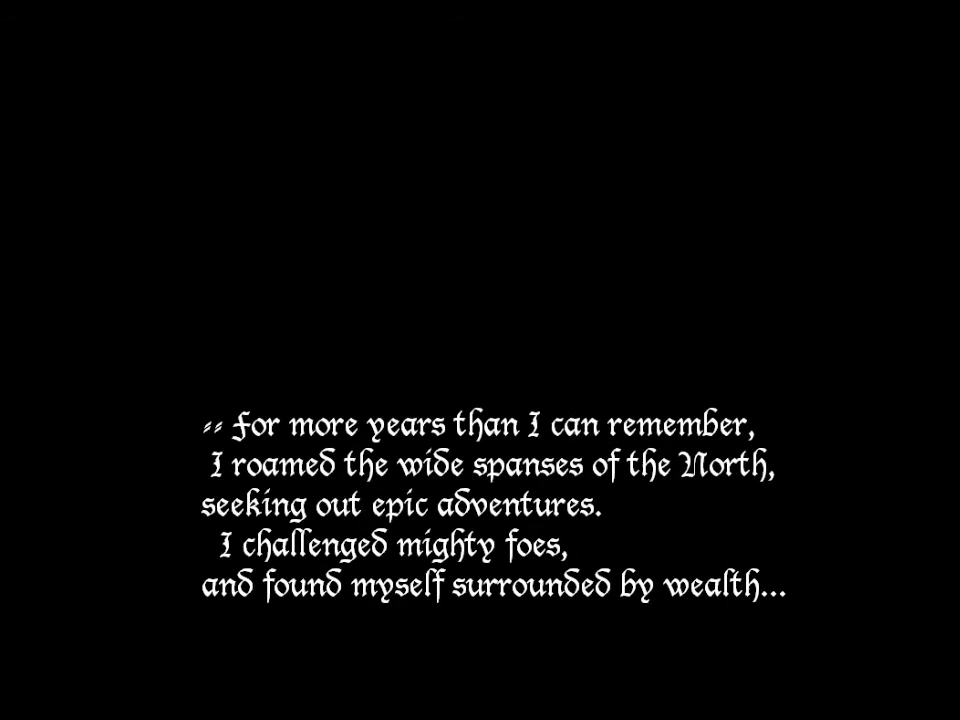 " For more years than I can remember,
I roamed the wide spanses of the North,
seeking out epic adventures.
I challenged mighty foes,
and found myself surrounded by wealth...